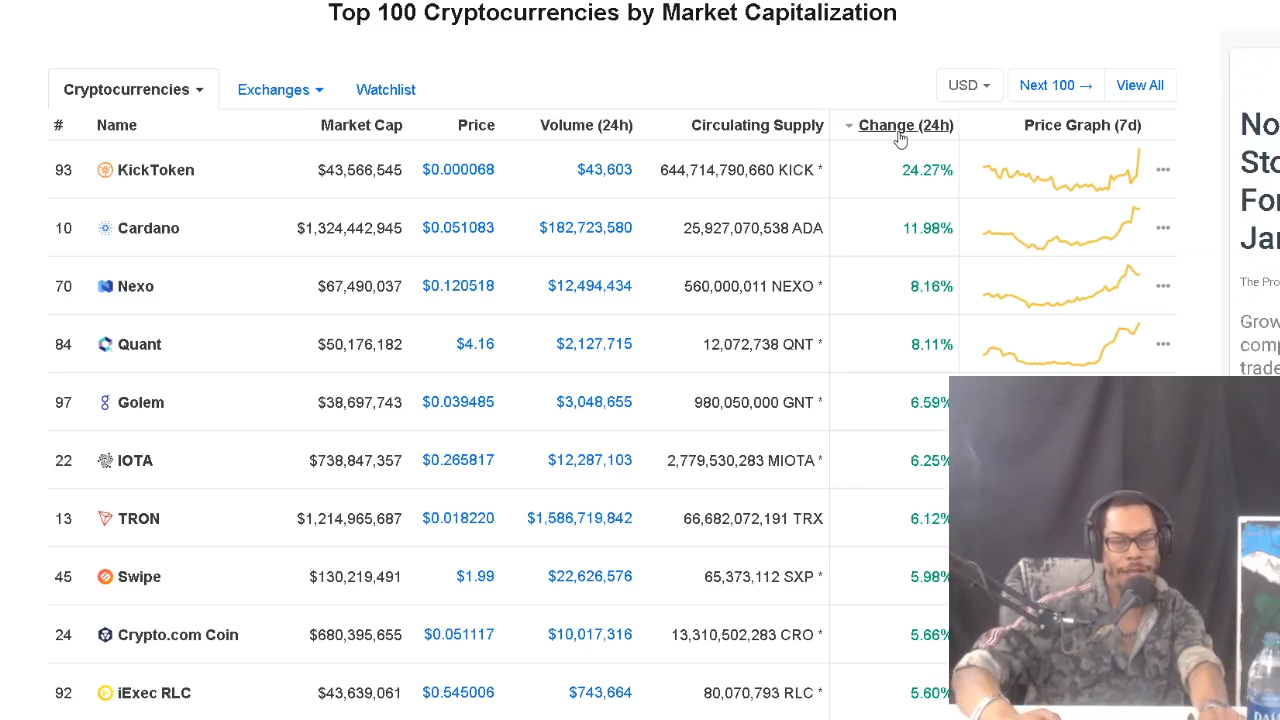 Top 100 Cryptocurrencies by Market Capitalization
Cryptocurrencies Exchanges Watchlist USD Next 100 → View All
# Name Market Cap Price Volume (24h) Circulating Supply Change (24h) Price Graph (7d)
93 KickToken $43,566,545 $0.000068 $43,603 644,714,790,660 KICK * 24.27%
10 Cardano $1,324,442,945 $0.051083 $182,723,580 25,927,070,538 ADA 11.98%
70 Nexo $67,490,037 $0.120518 $12,494,434 560,000,011 NEXO * 8.16%
84 Quant $50,176,182 $4.16 $2,127,715 12,072,738 QNT * 8.11%
97 Golem $38,697,743 $0.039485 $3,048,655 980,050,000 GNT * 6.59%
22 IOTA $738,847,357 $0.265817 $12,287,103 2,779,530,283 MIOTA * 6.25%
13 TRON $1,214,965,687 $0.018220 $1,586,719,842 66,682,072,191 TRX 6.12%
45 Swipe $130,219,491 $1.99 $22,626,576 65,373,112 SXP * 5.98%
24 Crypto.com Coin $680,395,655 $0.051117 $10,017,316 13,310,502,283 CRO * 5.66%
92 iExec RLC $43,639,061 $0.545006 $743,664 80,070,793 RLC * 5.60%
No
Sto
For
Jar
The Pro
Grow
comp
trade